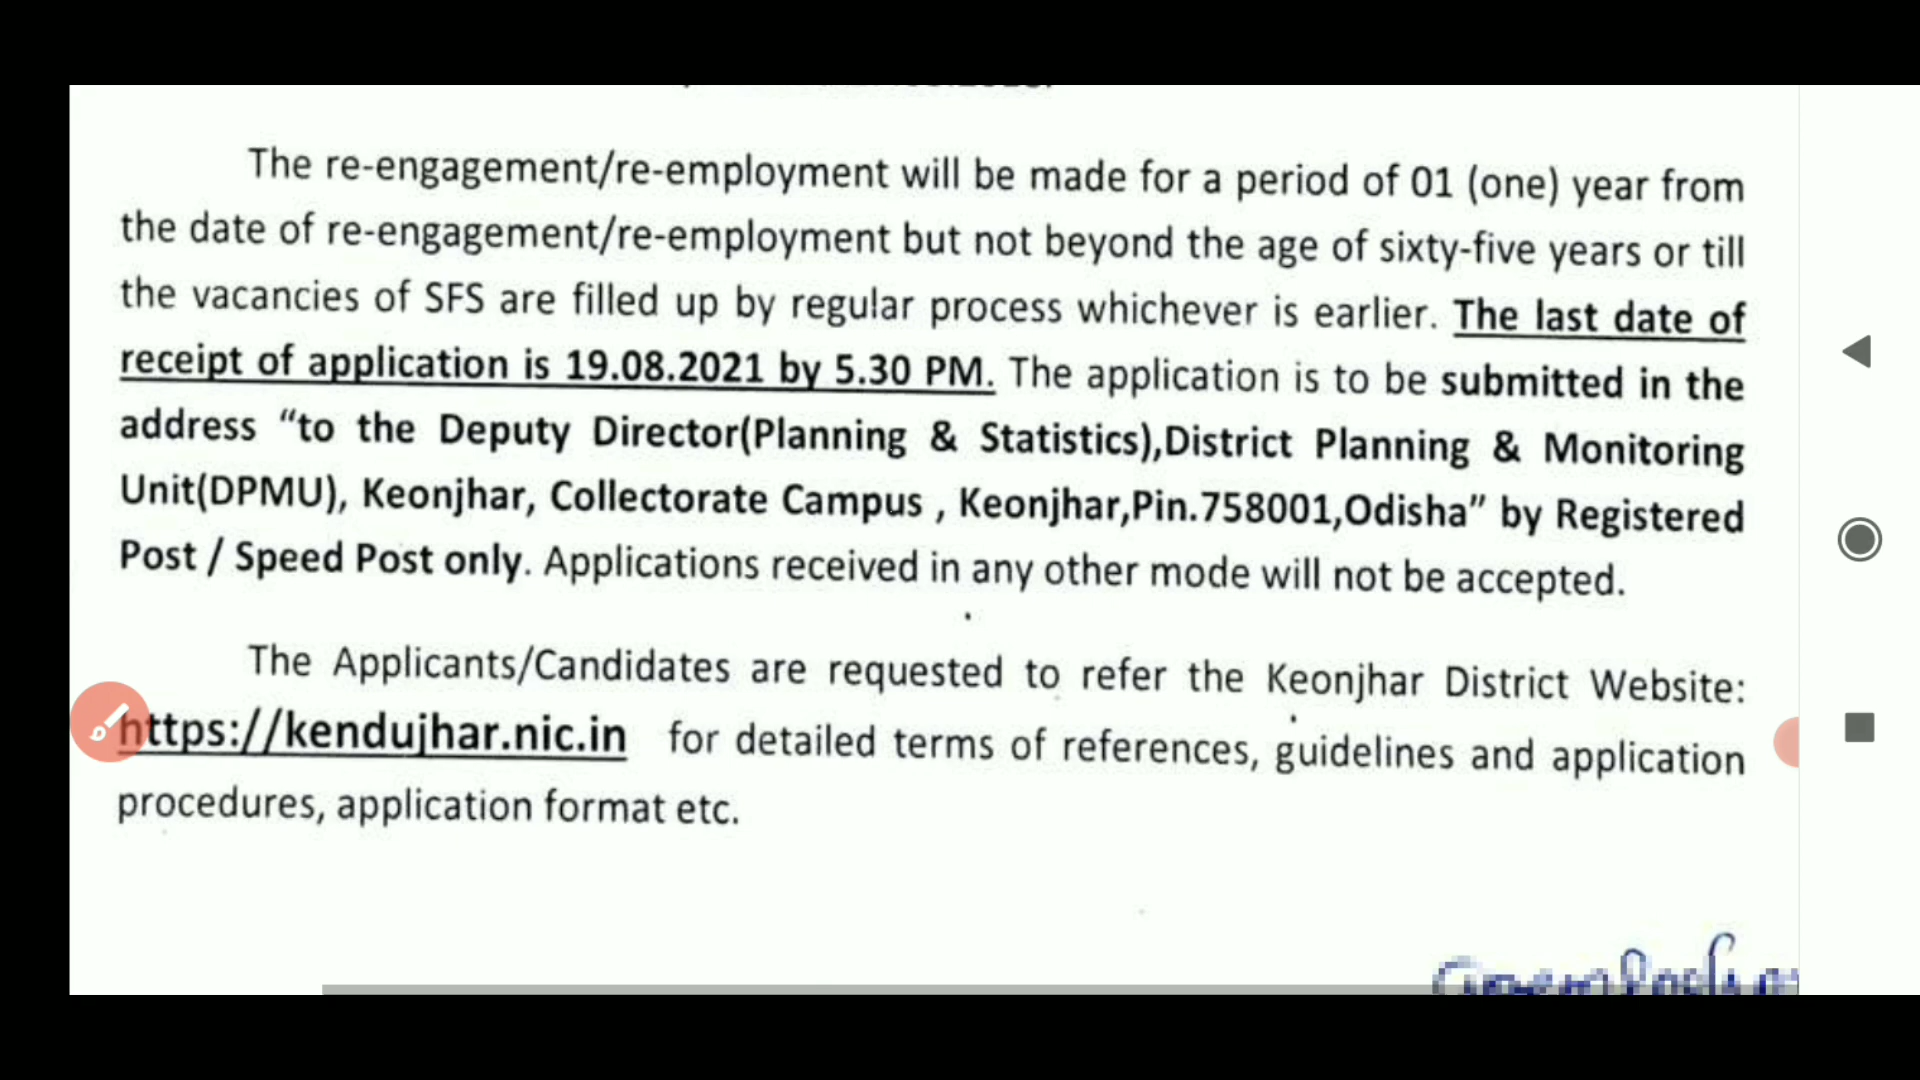 The re-engagement/re-employment will be made for a period of 01 (one) year from
the date of re-engagement/re-employment but not beyond the age of sixty-five years or till
the vacancies of SFS are filled up by regular process whichever is earlier. The last date of
receipt of application is 19.08.2021 by 5.30 PM. The application is to be submitted in the
address “to the Deputy Director(Planning & Statistics),District Planning & Monitoring
Unit(DPMU), Keonjhar, Collectorate Campus , Keonjhar,Pin.758001,Odisha” by Registered
Post / Speed Post only. Applications received in any other mode will not be accepted.
The Applicants/Candidates are requested to refer the Keonjhar District Website:
https://kendujhar.nic.in for detailed terms of references, guidelines and application
procedures, application format etc.